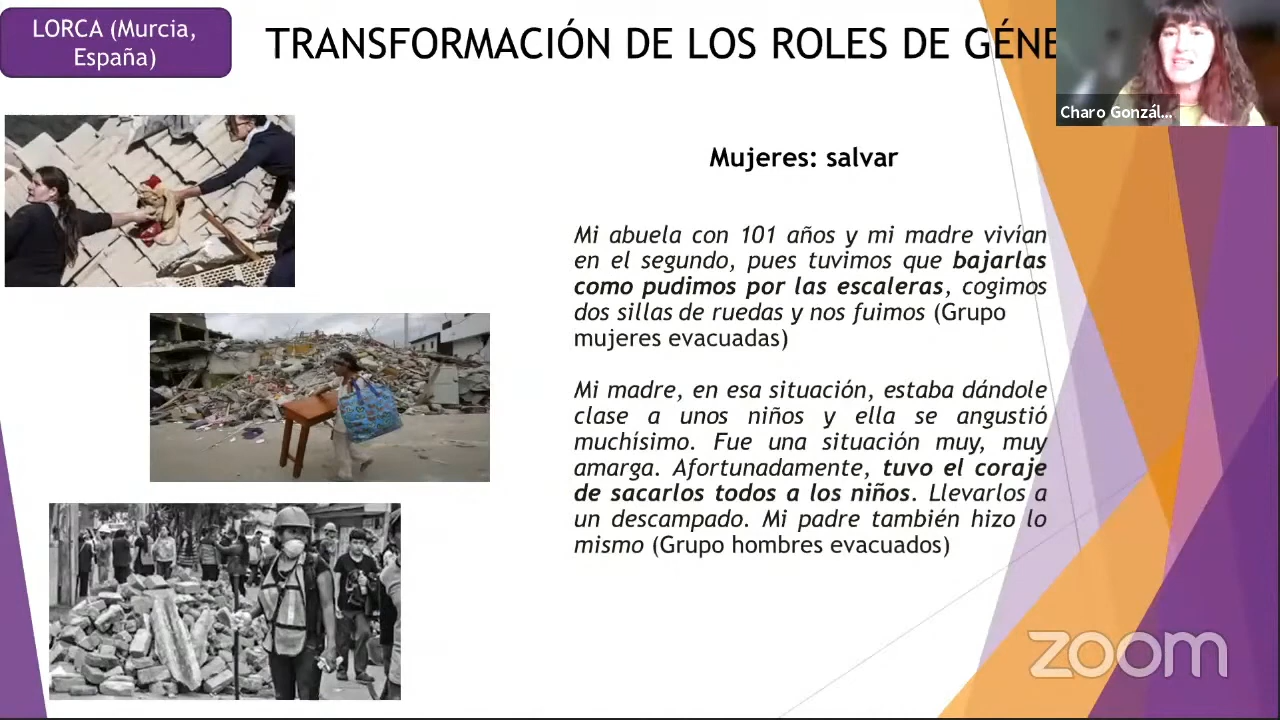 LORCA (Murcia,
España)
TRANSFORMACIÓN DE LOS ROLES DE GÉNE
Charo Gonzál...
Mujeres: salvar
Mi abuela con 101 años y mi madre vivían
en el segundo, pues tuvimos que bajarlas
como pudimos por las escaleras, cogimos
dos sillas de ruedas y nos fuimos (Grupo
mujeres evacuadas)
Mi madre, en esa situación, estaba dándole
clase a unos niños y ella se angustió
muchísimo. Fue una situación muy, muy
amarga. Afortunadamente, tuvo el coraje
de sacarlos todos a los niños. Llevarlos a
un descampado. Mi padre también hizo lo
mismo (Grupo hombres evacuados)
zoom